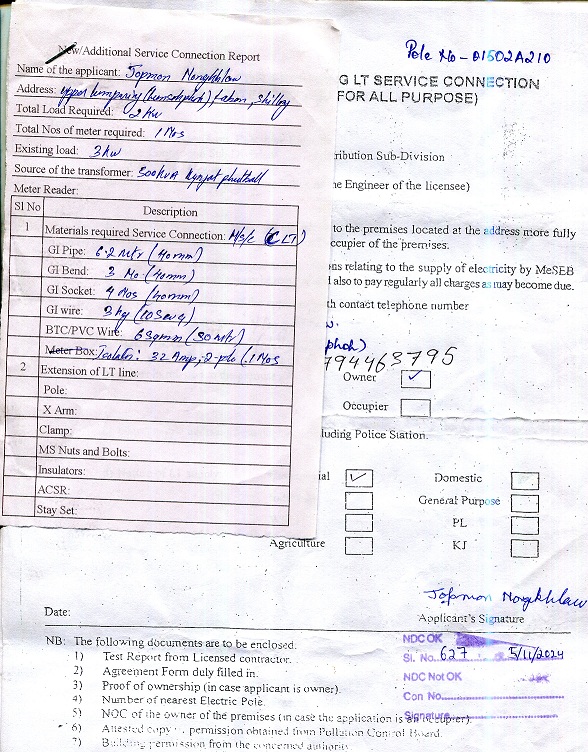 New/Additional Service Connection Report
Name of the applicant: Jopmon Nongkhlaw
Address: upper Lumpyrsig
Shillong
Total Load Required: 2 Kw
Total Nos of meter required: 1 Nos
Existing load: 3 Kw
Source of the transformer: 500 KVA
Meter Reader:
Sl No Description
1 Materials required Service Connection: M/S/C (LT)
GI Pipe: 6.2 Mtr (40mm)
GI Bend: 3 No (40mm)
GI Socket: 4 Nos (40mm)
GI wire: 3 kg (10 swg)
BTC/PVC Wire: 6 Sqmm (30 Mtr)
Meter Box: Isolator: 32 Amp, 2-ple (1 Nos
2 Extension of LT line:
Pole:
X Arm:
Clamp:
MS Nuts and Bolts:
Insulators:
ACSR:
Stay Set:
Pole No - 01502A210
G LT SERVICE CONNECTION
FOR ALL PURPOSE)
ribution Sub-Division
ne Engineer of the licensee)
to the premises located at the address more fully
ccupier of the premises.
ns relating to the supply of electricity by MeSEB
also to pay regularly all charges as may become due.
th contact telephone number
794463795
Owner ✓
Occupier
luding Police Station.
ial ✓ Domestic
General Purpose
PL
Agriculture KJ
Jopmon Nongkhlaw
Date: Applicant's Signature
NB: The following documents are to be enclosed.
1) Test Report from Licensed contractor.
2) Agreement Form duly filled in.
3) Proof of ownership (in case applicant is owner).
4) Number of nearest Electric Pole.
5) NOC of the owner of the premises (in case the application is an occupier).
6) Attested copy permission obtained from Pollution Control Board.
7) Building permission from the concerned authority
NDC OK
Sl. No. 627 5/11/2024
NDC Not OK
Con No.
Signature